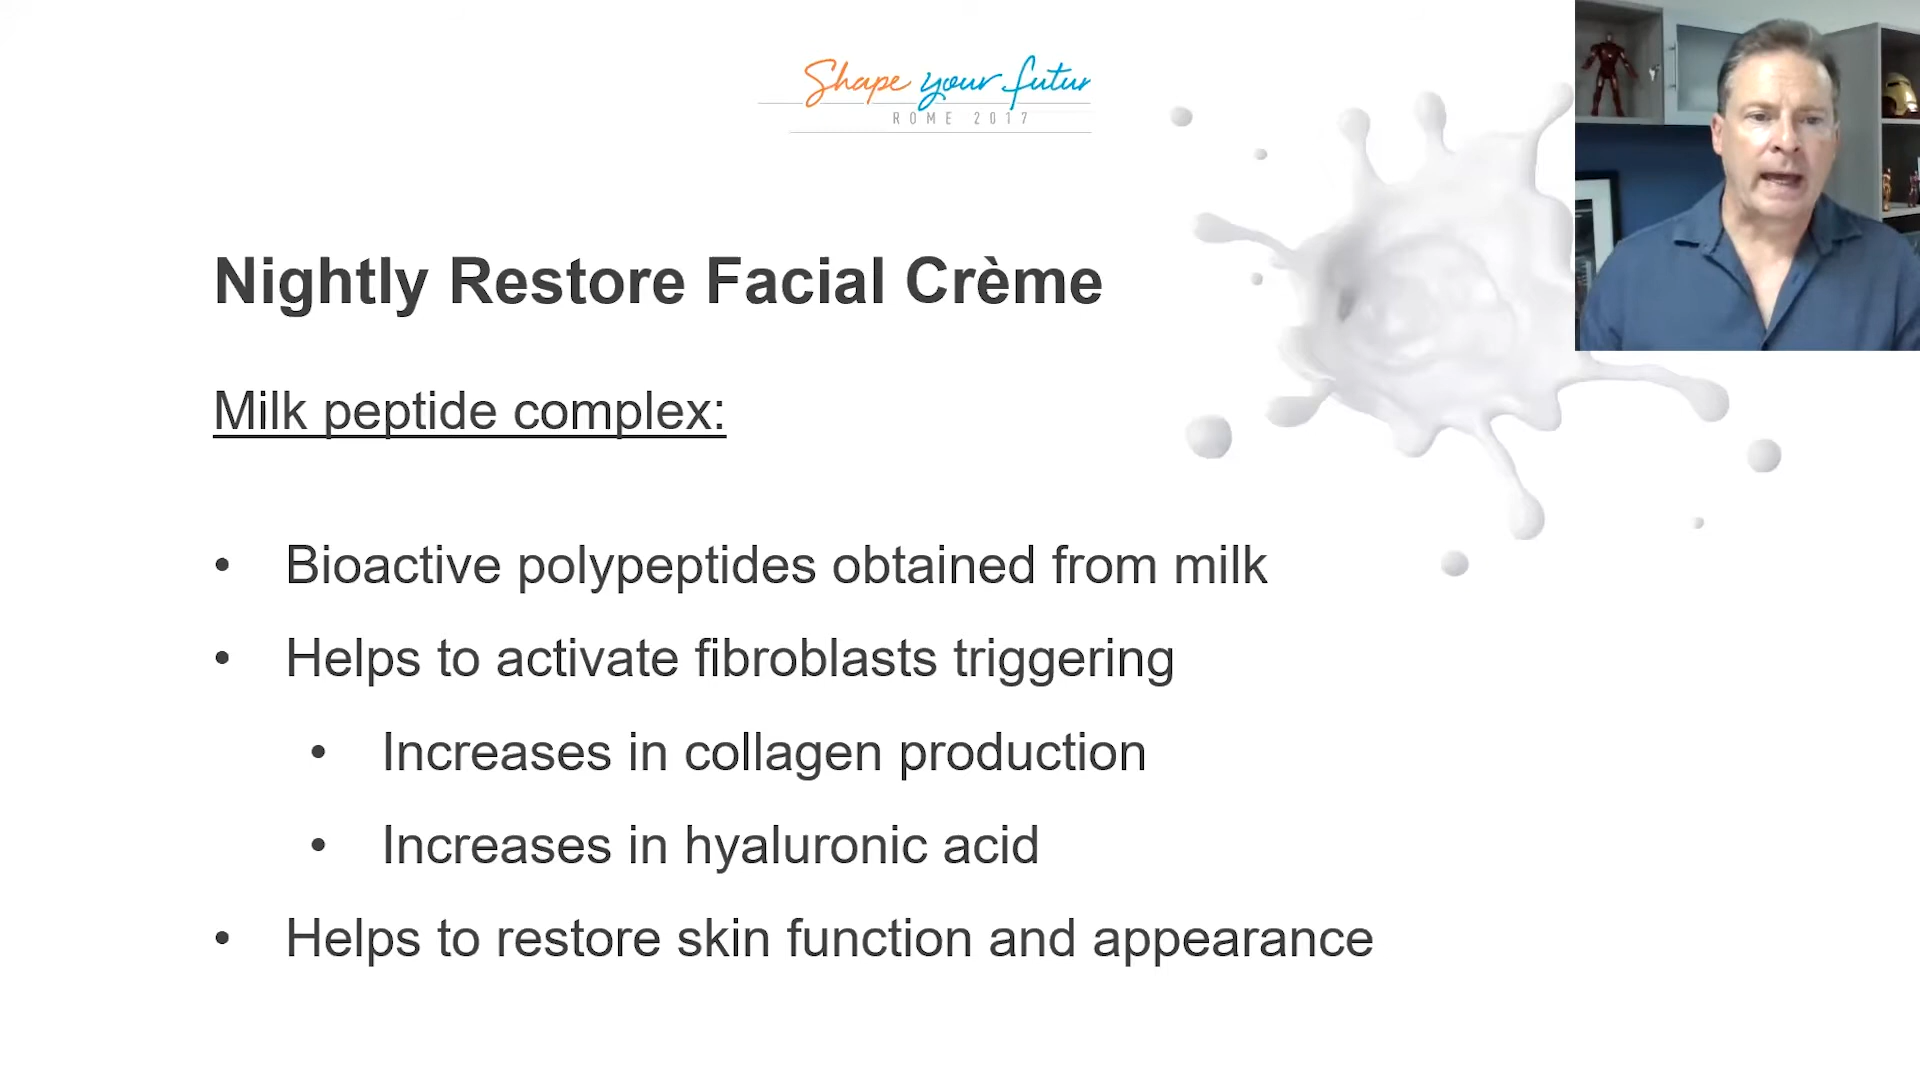 Shape your futur
ROME 2017
Nightly Restore Facial Crème
Milk peptide complex:
• Bioactive polypeptides obtained from milk
• Helps to activate fibroblasts triggering
• Increases in collagen production
• Increases in hyaluronic acid
• Helps to restore skin function and appearance